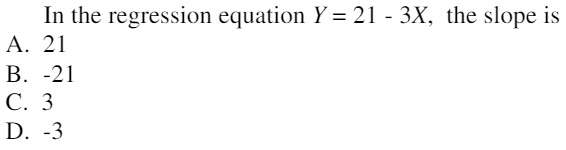 In the regression equation Y = 21 - 3X, the slope is
A. 21
B. -21
C. 3
D. -3